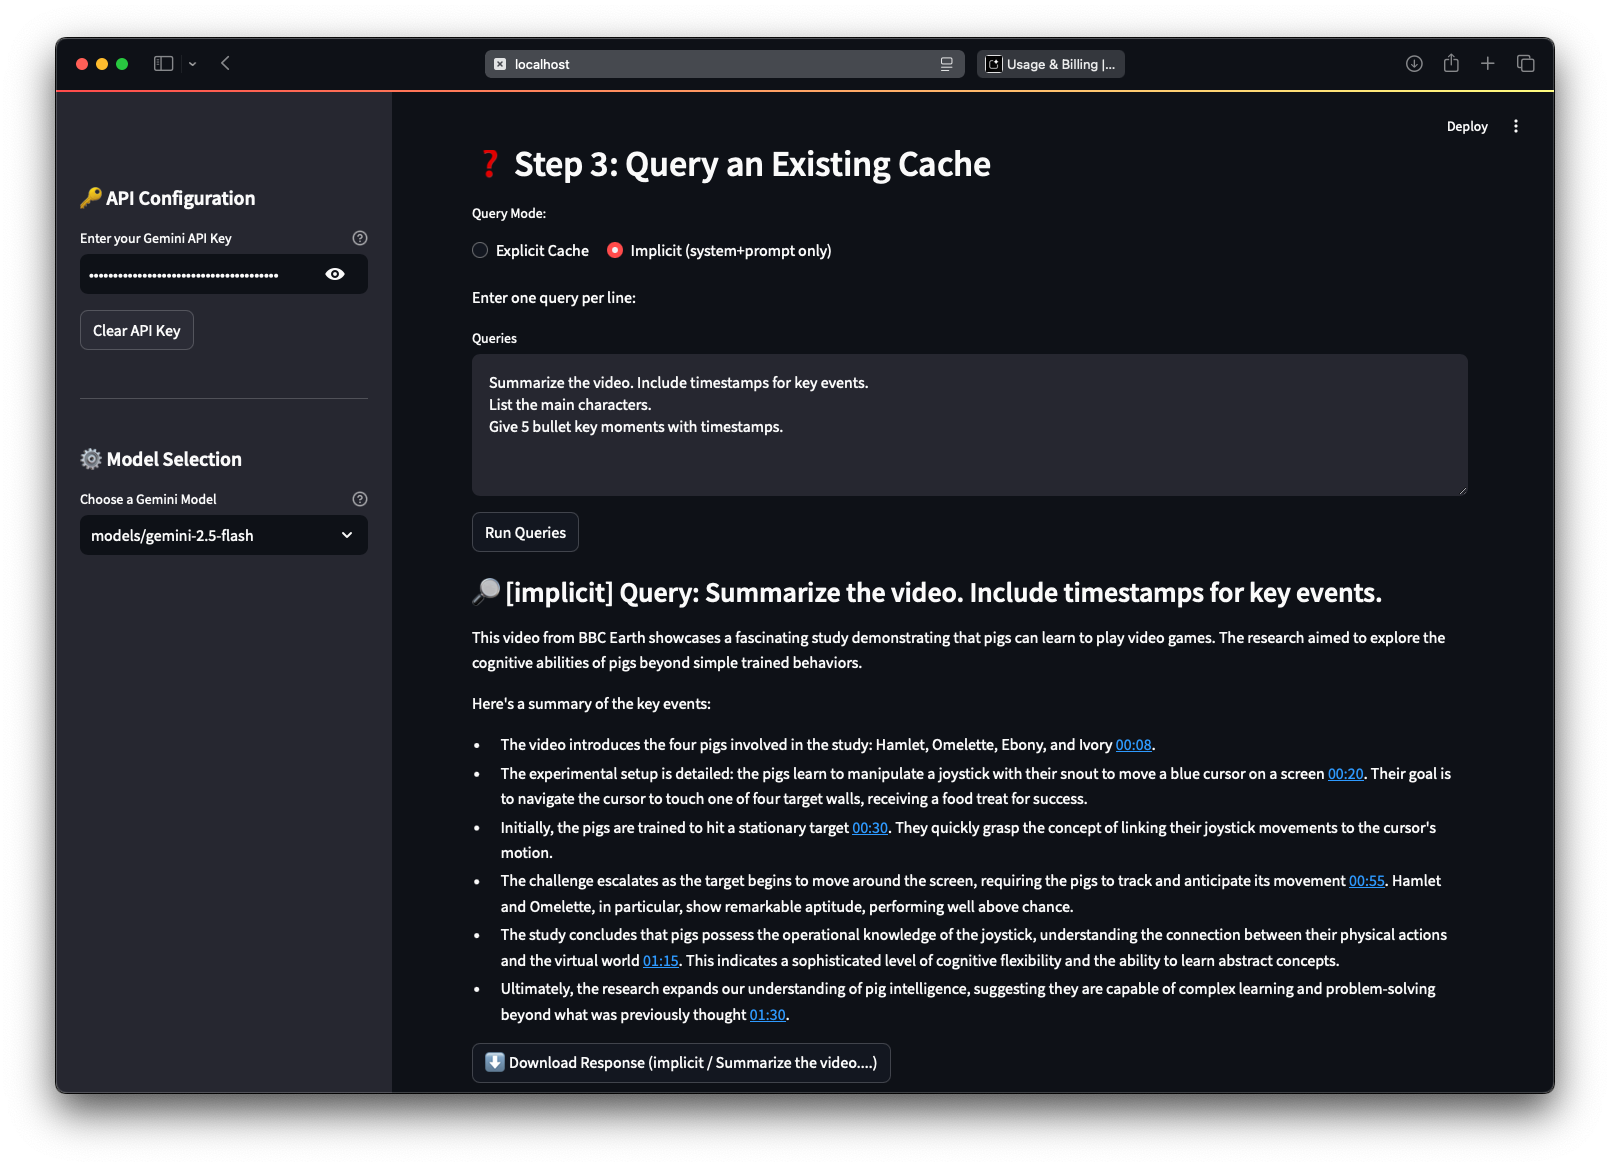 localhost
Usage & Billing |...
Deploy
API Configuration
Enter your Gemini API Key
Clear API Key
Model Selection
Choose a Gemini Model
models/gemini-2.5-flash
❓ Step 3: Query an Existing Cache
Query Mode:
Explicit Cache
Implicit (system+prompt only)
Enter one query per line:
Queries
Summarize the video. Include timestamps for key events.
List the main characters.
Give 5 bullet key moments with timestamps.
Run Queries
[implicit] Query: Summarize the video. Include timestamps for key events.
This video from BBC Earth showcases a fascinating study demonstrating that pigs can learn to play video games. The research aimed to explore the
cognitive abilities of pigs beyond simple trained behaviors.
Here's a summary of the key events:
• The video introduces the four pigs involved in the study: Hamlet, Omelette, Ebony, and Ivory 00:08.
• The experimental setup is detailed: the pigs learn to manipulate a joystick with their snout to move a blue cursor on a screen 00:20. Their goal is
to navigate the cursor to touch one of four target walls, receiving a food treat for success.
• Initially, the pigs are trained to hit a stationary target 00:30. They quickly grasp the concept of linking their joystick movements to the cursor's
motion.
• The challenge escalates as the target begins to move around the screen, requiring the pigs to track and anticipate its movement 00:55. Hamlet
and Omelette, in particular, show remarkable aptitude, performing well above chance.
• The study concludes that pigs possess the operational knowledge of the joystick, understanding the connection between their physical actions
and the virtual world 01:15. This indicates a sophisticated level of cognitive flexibility and the ability to learn abstract concepts.
• Ultimately, the research expands our understanding of pig intelligence, suggesting they are capable of complex learning and problem-solving
beyond what was previously thought 01:30.
Download Response (implicit / Summarize the video....)